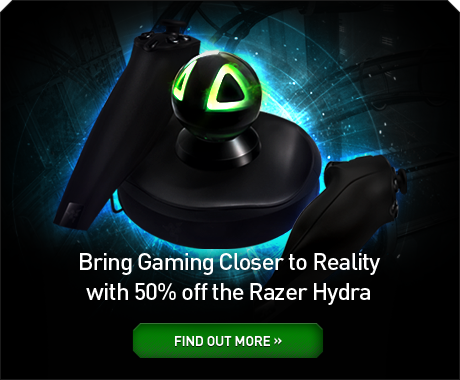 Bring Gaming Closer to Reality
with 50% off the Razer Hydra
FIND OUT MORE »